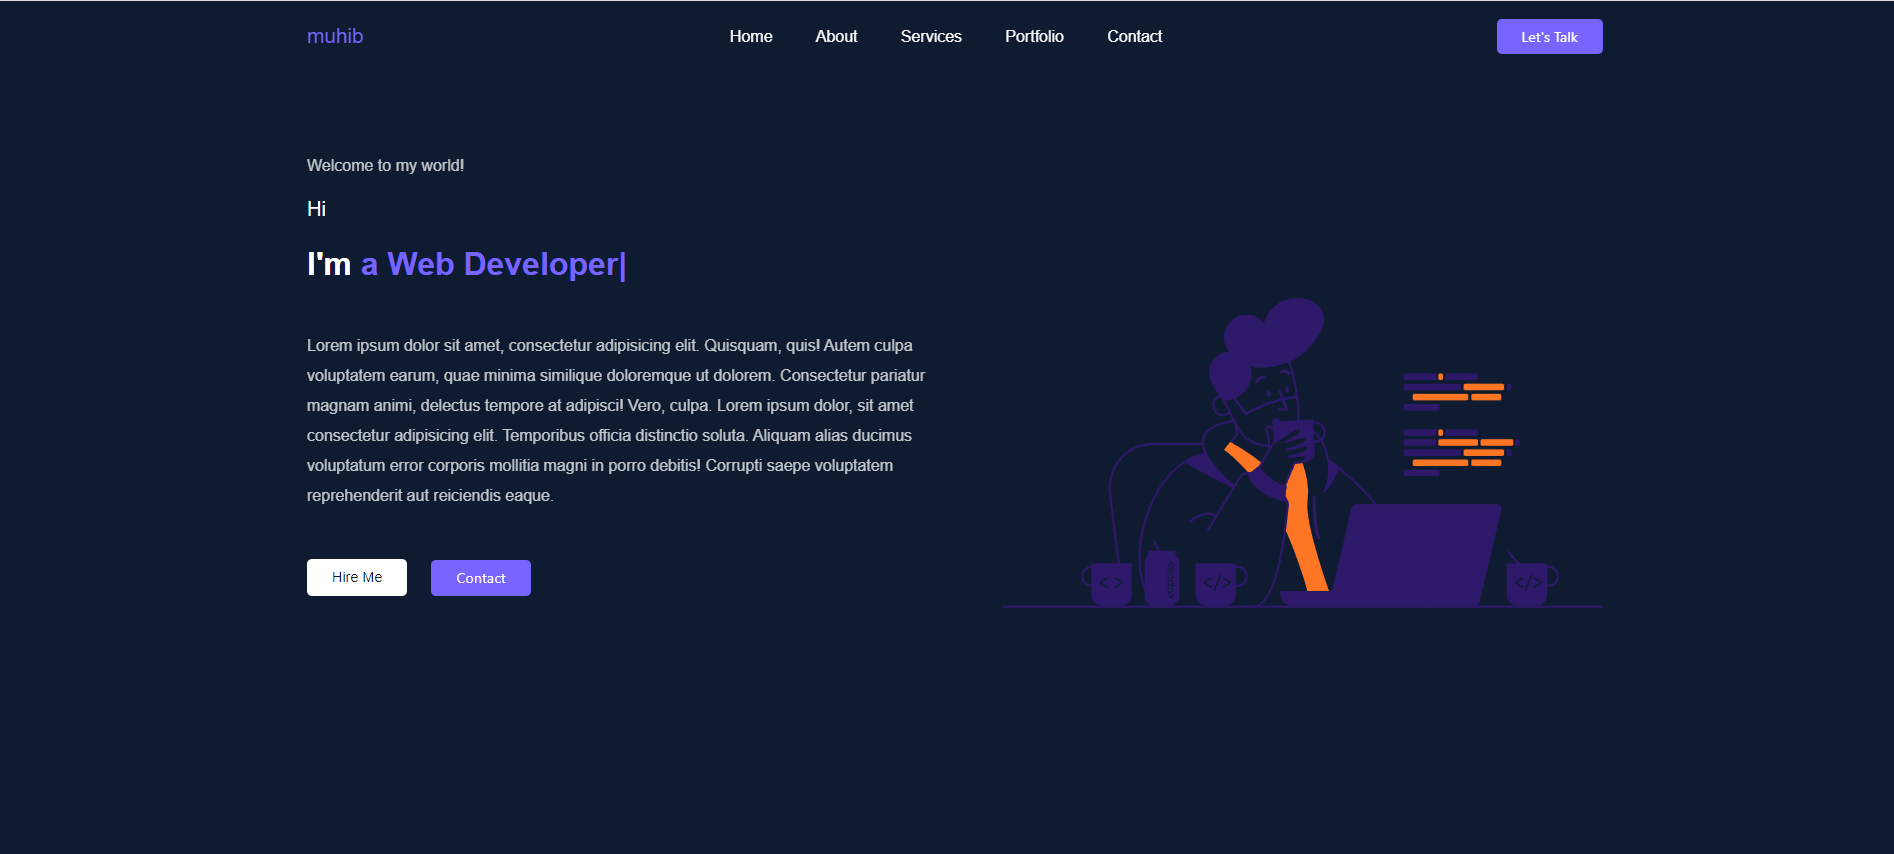 muhib
Home
About
Services
Portfolio
Contact
Let's Talk
Welcome to my world!
Hi
I'm a Web Developer|
Lorem ipsum dolor sit amet, consectetur adipisicing elit. Quisquam, quis! Autem culpa
voluptatem earum, quae minima similique doloremque ut dolorem. Consectetur pariatur
magnam animi, delectus tempore at adipisci! Vero, culpa. Lorem ipsum dolor, sit amet
consectetur adipisicing elit. Temporibus officia distinctio soluta. Aliquam alias ducimus
voluptatum error corporis mollitia magni in porro debitis! Corrupti saepe voluptatem
reprehenderit aut reiciendis eaque.
Hire Me
Contact
< >
</>
</>